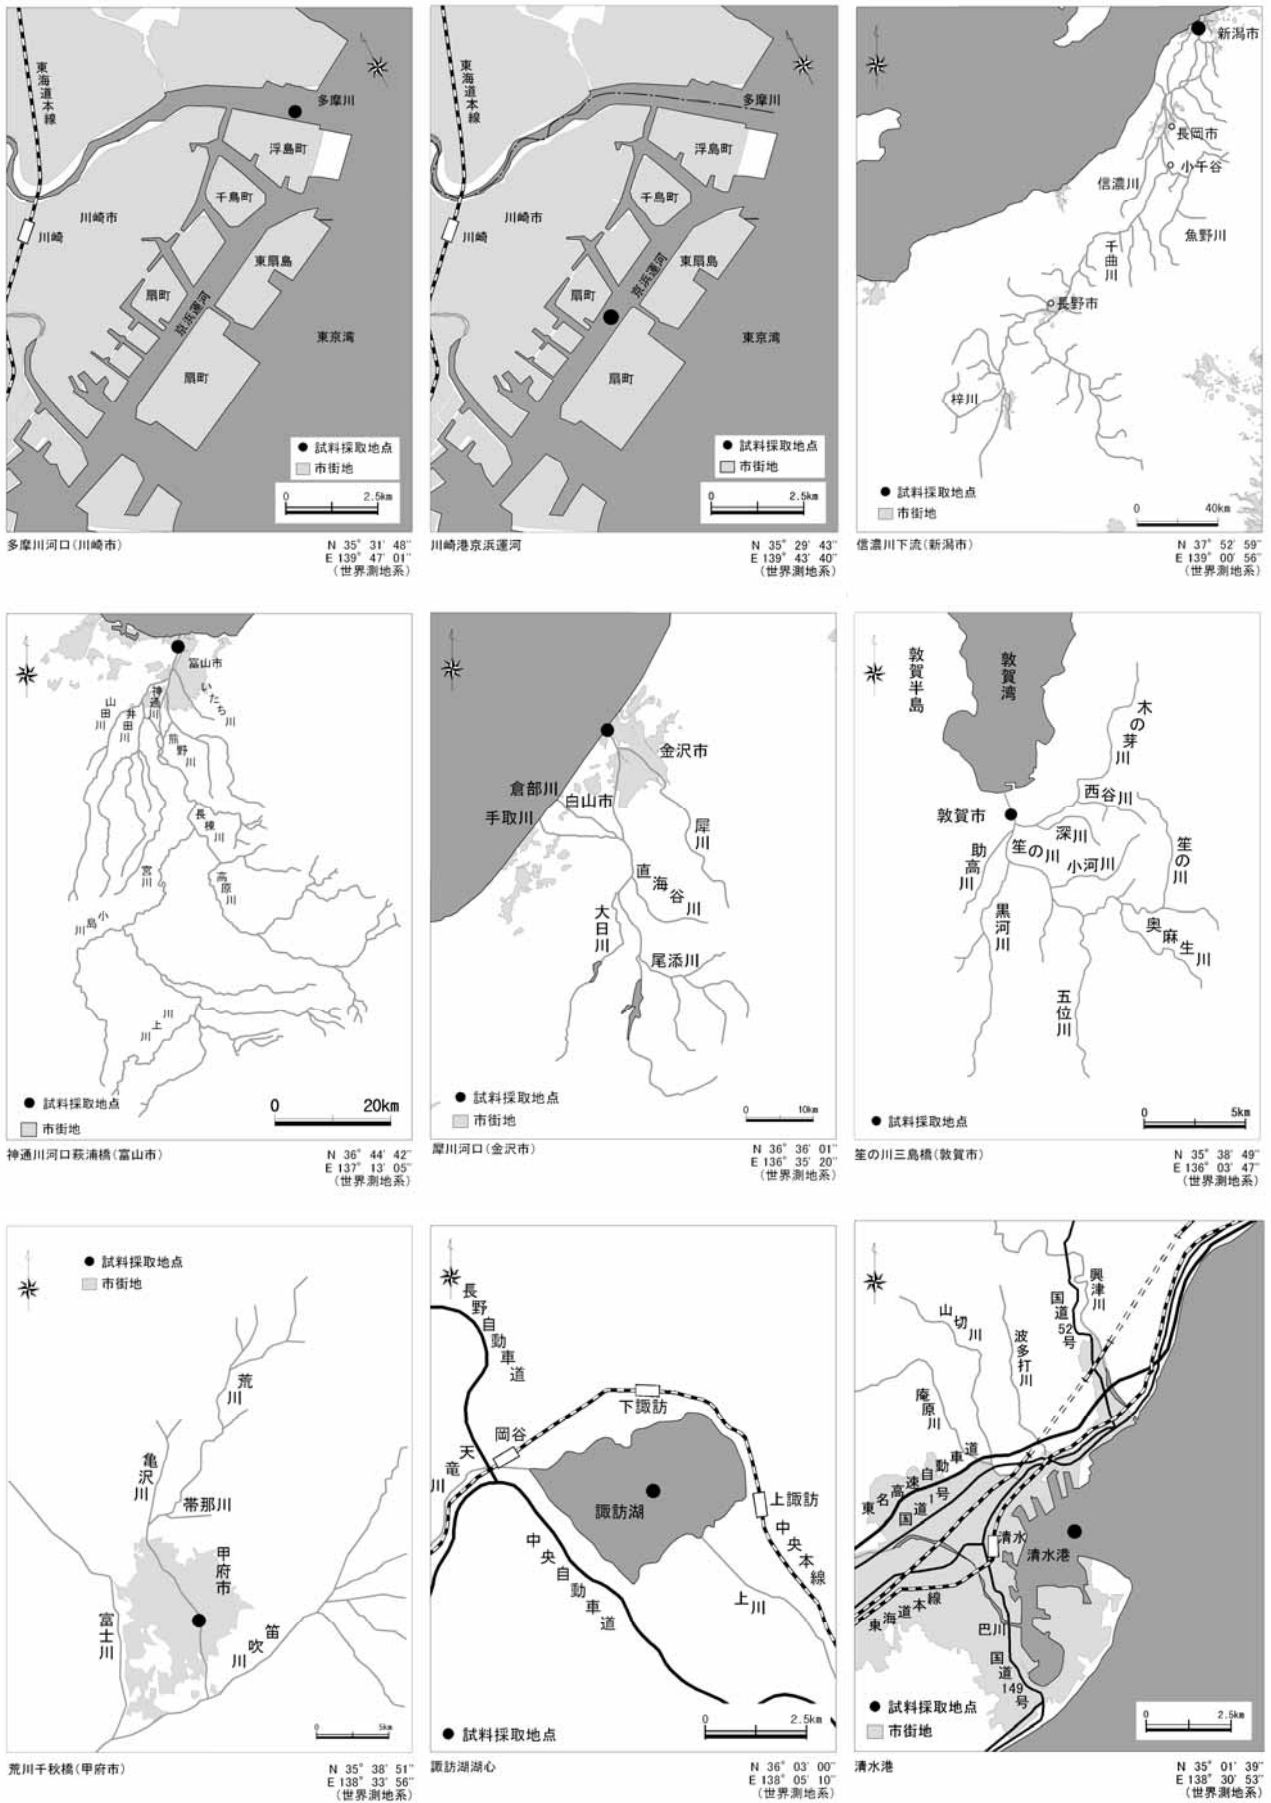 東海道本線
多摩川
浮島町
千鳥町
川崎市
川崎
東扇島
扇町
京浜運河
東京湾
扇町
試料採取地点
市街地
0 2.5km
多摩川河口(川崎市)
N 35° 31′ 48″
E 139° 47′ 01″
(世界測地系)
東海道本線
多摩川
浮島町
千鳥町
川崎市
川崎
東扇島
京浜運河
扇町
東京湾
扇町
試料採取地点
市街地
0 2.5km
川崎港京浜運河
N 35° 29′ 43″
E 139° 43′ 40″
(世界測地系)
新潟市
長岡市
小千谷
信濃川
魚野川
千曲川
長野市
梓川
試料採取地点
市街地
0 40km
信濃川下流(新潟市)
N 37° 52′ 59″
E 139° 00′ 56″
(世界測地系)
富山市
いたち川
神通川
山田川
井田川
熊野川
長棟川
宮川
高原川
小島川
川上川
試料採取地点
市街地
0 20km
神通川河口萩浦橋(富山市)
N 36° 44′ 42″
E 137° 13′ 05″
(世界測地系)
金沢市
倉部川
白山市
手取川
犀川
直海谷川
大日川
尾添川
試料採取地点
市街地
0 10km
犀川河口(金沢市)
N 36° 36′ 01″
E 136° 35′ 20″
(世界測地系)
敦賀半島
敦賀湾
木の芽川
西谷川
敦賀市
深川
笙の川
助高川
小河川
笙の川
黒河川
奥麻生川
五位川
試料採取地点
0 5km
笙の川三島橋(敦賀市)
N 35° 38′ 49″
E 136° 03′ 47″
(世界測地系)
試料採取地点
市街地
荒川
亀沢川
帯那川
甲府市
富士川
笛吹川
0 5km
荒川千秋橋(甲府市)
N 35° 38′ 51″
E 138° 33′ 56″
(世界測地系)
長野自動車道
下諏訪
岡谷
天竜川
諏訪湖
上諏訪
中央本線
中央自動車道
上川
試料採取地点
0 2.5km
諏訪湖湖心
N 36° 03′ 00″
E 138° 05′ 10″
(世界測地系)
興津川
国道52号
山切川
波多打川
庵原川
東名高速自動車道
国道1号
清水
清水港
東海道本線
巴川
国道149号
試料採取地点
市街地
0 2.5km
清水港
N 35° 01′ 39″
E 138° 30′ 53″
(世界測地系)